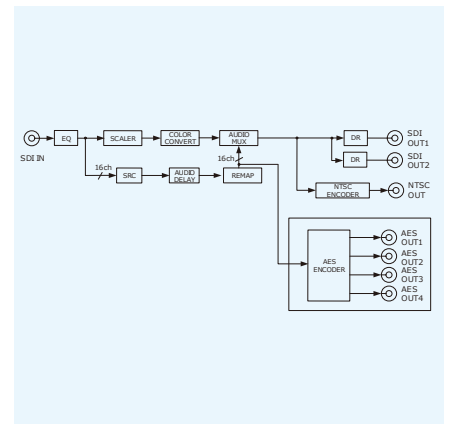 SDI IN
EQ
SCALER
COLOR
CONVERT
AUDIO
MUX
DR
SDI
OUT1
DR
SDI
OUT2
16ch
SRC
AUDIO
DELAY
16ch
REMAP
NTSC
ENCODER
NTSC
OUT
AES
ENCODER
AES
OUT1
AES
OUT2
AES
OUT3
AES
OUT4